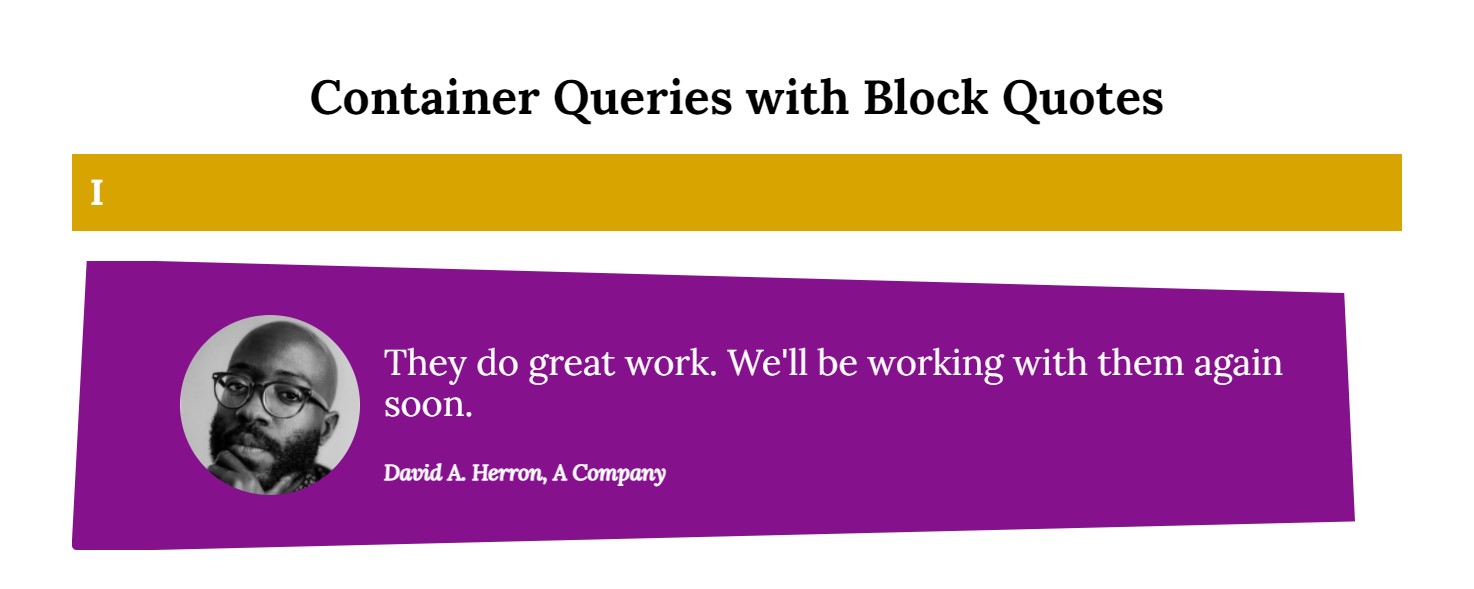 Container Queries with Block Quotes
I
They do great work. We'll be working with them again
soon.
David A. Herron, A Company